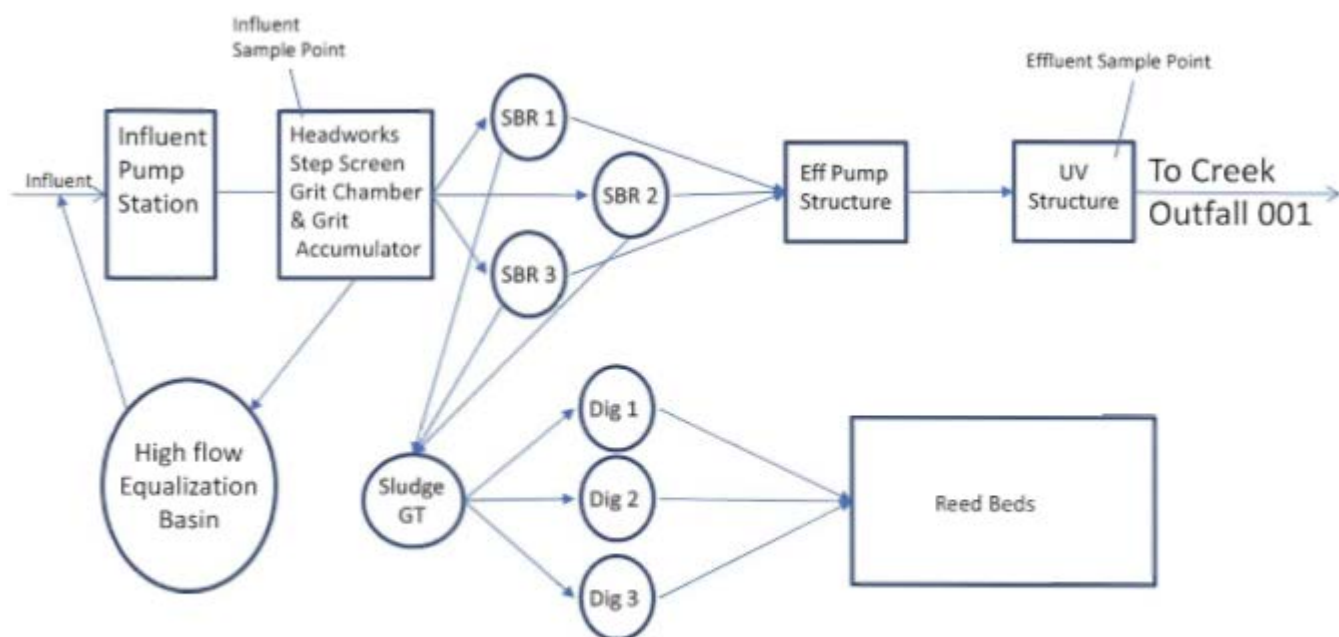 Influent
Sample Point
Effluent Sample Point
Influent
Influent
Pump
Station
Headworks
Step Screen
Grit Chamber
& Grit
Accumulator
SBR 1
SBR 2
SBR 3
Eff Pump
Structure
UV
Structure
To Creek
Outfall 001
High flow
Equalization
Basin
Sludge
GT
Dig 1
Dig 2
Dig 3
Reed Beds